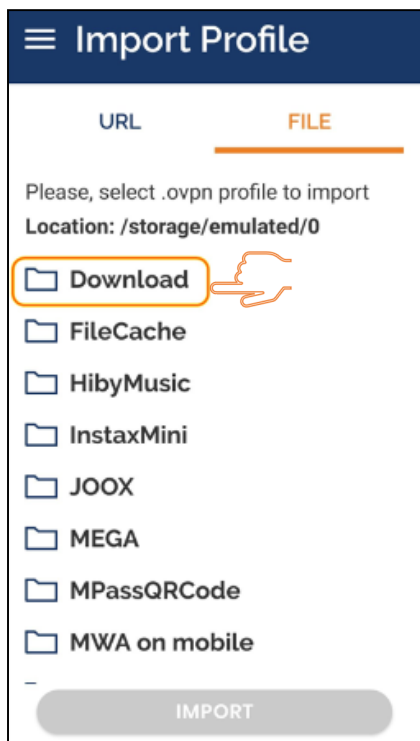 Import Profile
URL FILE
Please, select .ovpn profile to import
Location: /storage/emulated/0
Download
FileCache
HibyMusic
InstaxMini
JOOX
MEGA
MPassQRCode
MWA on mobile
IMPORT